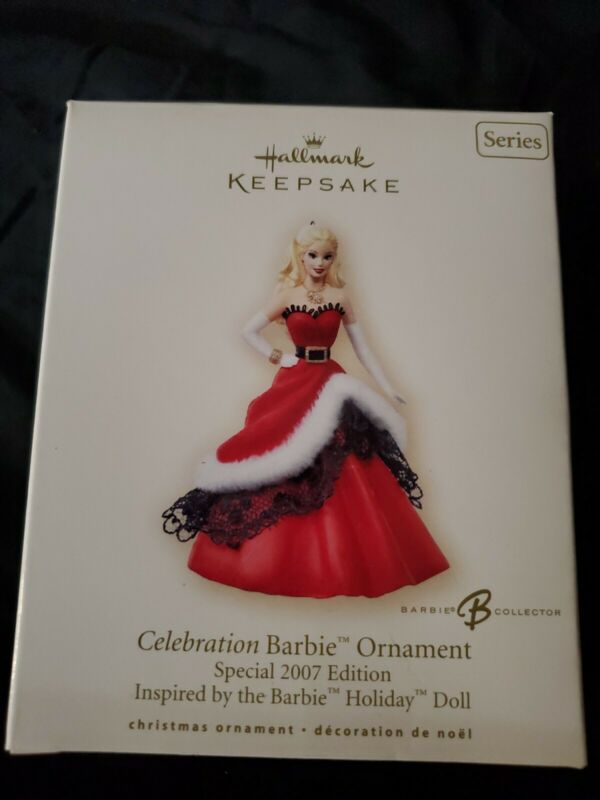 Series
Hallmark
KEEPSAKE
BARBIE® B COLLECTOR
Celebration Barbie™ Ornament
Special 2007 Edition
Inspired by the Barbie™ Holiday™ Doll
christmas ornament • décoration de noël